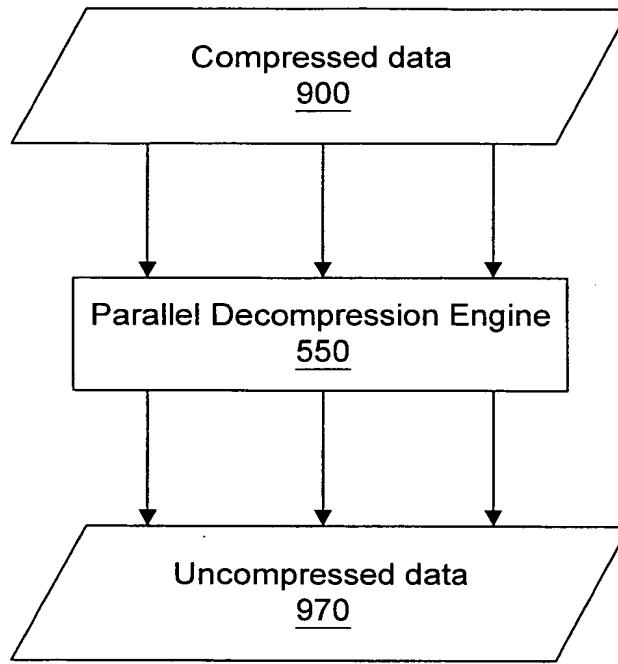 Compressed data
900
Parallel Decompression Engine
550
Uncompressed data
970